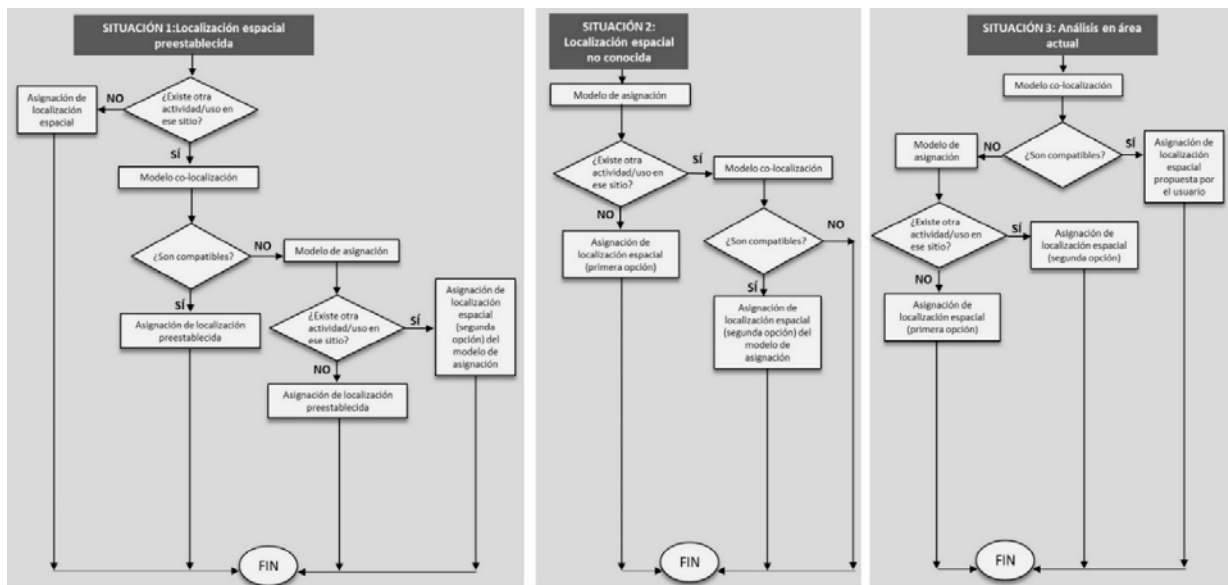 SITUACIÓN 1:Localización espacial
preestablecida
¿Existe otra
actividad/uso en
ese sitio?
NO
Asignación de
localización
espacial
SÍ
Modelo co-localización
¿Son compatibles?
NO
Modelo de asignación
SÍ
Asignación de localización
preestablecida
¿Existe otra
actividad/uso en
ese sitio?
SÍ
Asignación de
localización
espacial
(segunda
opción) del
modelo de
asignación
NO
Asignación de localización
preestablecida
FIN
SITUACIÓN 2:
Localización espacial
no conocida
Modelo de asignación
¿Existe otra
actividad/uso en
ese sitio?
SÍ
Modelo co-localización
NO
Asignación de
localización espacial
(primera opción)
¿Son compatibles?
NO
SÍ
Asignación de
localización espacial
(segunda opción) del
modelo de
asignación
FIN
SITUACIÓN 3: Análisis en área
actual
Modelo co-localización
¿Son compatibles?
SÍ
Asignación de
localización
espacial
propuesta por
el usuario
NO
Modelo de
asignación
¿Existe otra
actividad/uso en
ese sitio?
SÍ
Asignación de
localización espacial
(segunda opción)
NO
Asignación de
localización espacial
(primera opción)
FIN